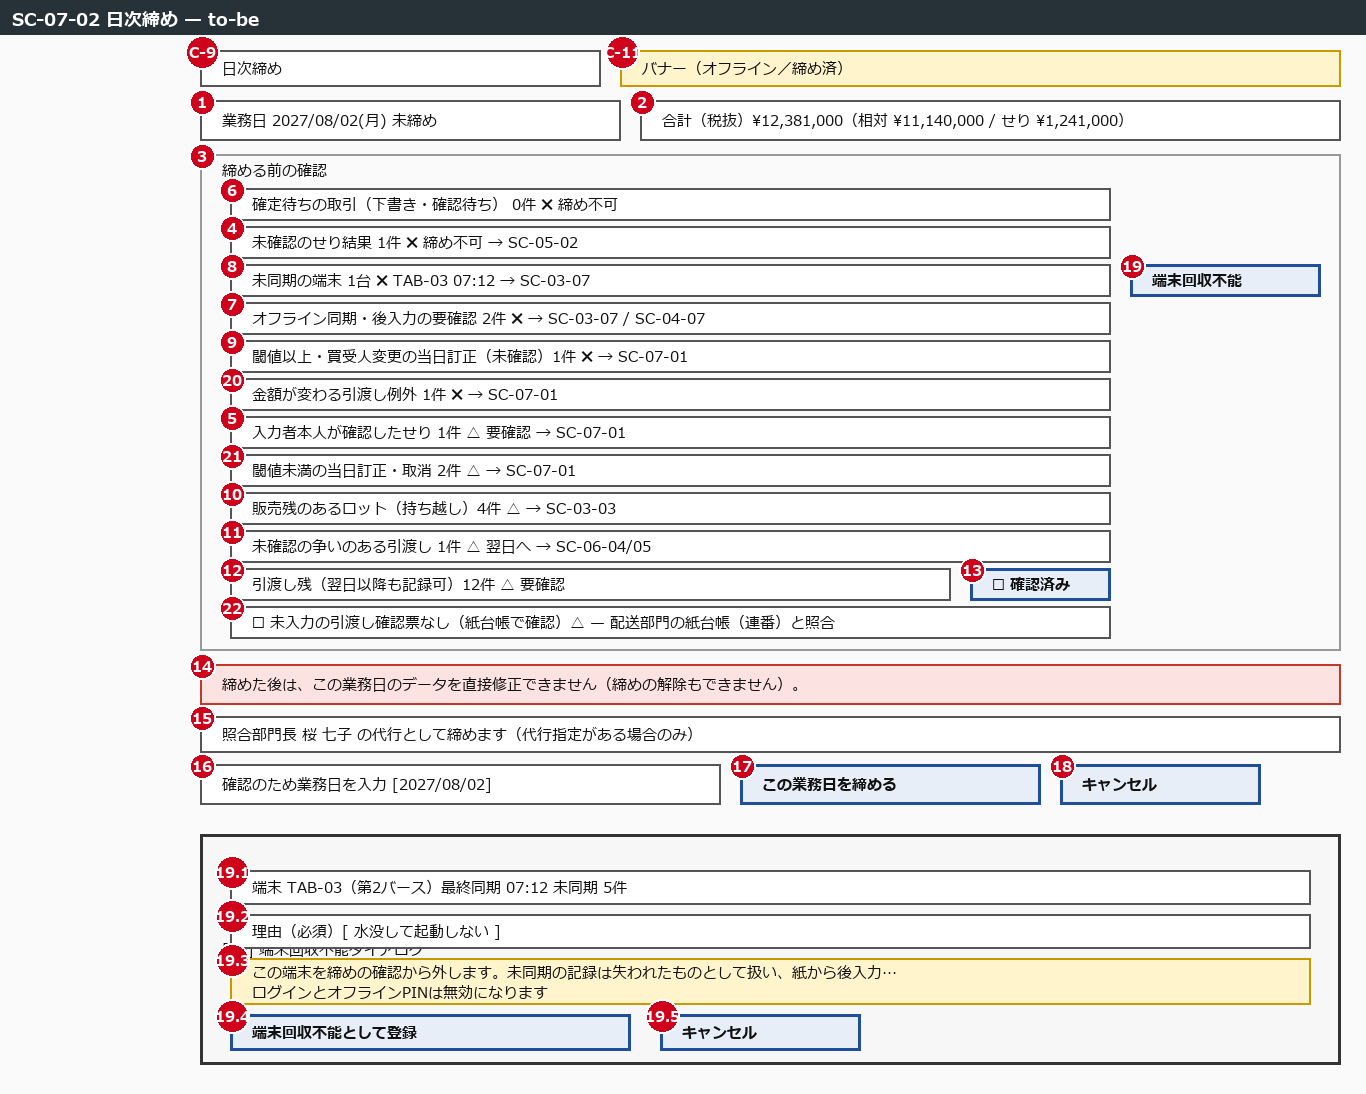 SC-07-02 日次締め — to-be
C-9
日次締め
C-11
バナー（オフライン／締め済）
1
業務日 2027/08/02(月) 未締め
2
合計（税抜）¥12,381,000（相対 ¥11,140,000 / せり ¥1,241,000）
3
締める前の確認
6
確定待ちの取引（下書き・確認待ち） 0件 ✕ 締め不可
4
未確認のせり結果 1件 ✕ 締め不可 → SC-05-02
8
未同期の端末 1台 ✕ TAB-03 07:12 → SC-03-07
19
端末回収不能
7
オフライン同期・後入力の要確認 2件 ✕ → SC-03-07 / SC-04-07
9
閾値以上・買受人変更の当日訂正（未確認）1件 ✕ → SC-07-01
20
金額が変わる引渡し例外 1件 ✕ → SC-07-01
5
入力者本人が確認したせり 1件 △ 要確認 → SC-07-01
21
閾値未満の当日訂正・取消 2件 △ → SC-07-01
10
販売残のあるロット（持ち越し）4件 △ → SC-03-03
11
未確認の争いのある引渡し 1件 △ 翌日へ → SC-06-04/05
12
引渡し残（翌日以降も記録可）12件 △ 要確認
13
☐ 確認済み
22
☐ 未入力の引渡し確認票なし（紙台帳で確認）△ — 配送部門の紙台帳（連番）と照合
14
締めた後は、この業務日のデータを直接修正できません（締めの解除もできません）。
15
照合部門長 桜 七子 の代行として締めます（代行指定がある場合のみ）
16
確認のため業務日を入力 [2027/08/02]
17
この業務日を締める
18
キャンセル
19.1
端末 TAB-03（第2バース）最終同期 07:12 未同期 5件
19.2
理由（必須）[ 水没して起動しない ]
端末回収不能ダイアログ
19.3
この端末を締めの確認から外します。未同期の記録は失われたものとして扱い、紙から後入力…
ログインとオフラインPINは無効になります
19.4
端末回収不能として登録
19.5
キャンセル